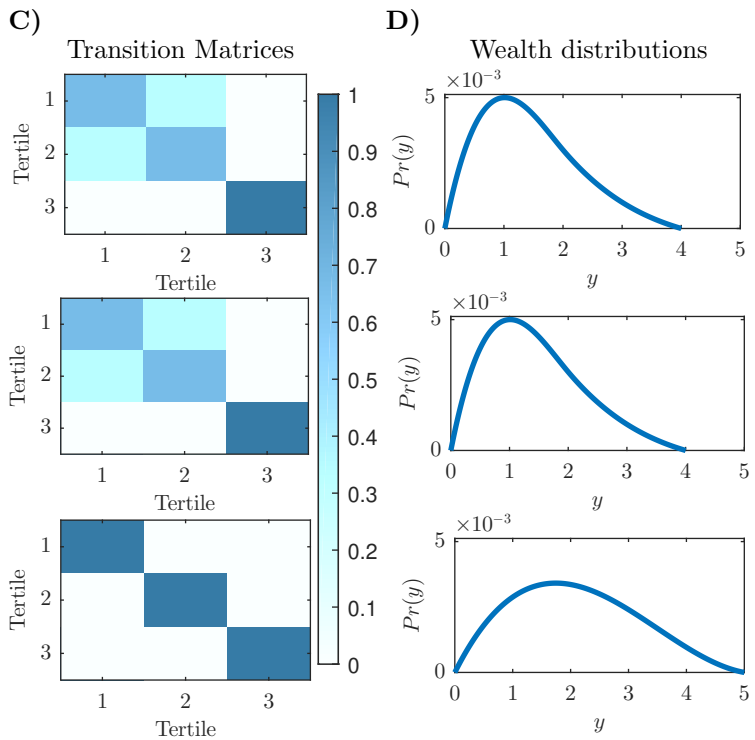 C)
Transition Matrices
1
2
3
Tertile
1 2 3
Tertile
1
2
3
Tertile
1 2 3
Tertile
1
2
3
Tertile
1 2 3
Tertile
1
0.9
0.8
0.7
0.6
0.5
0.4
0.3
0.2
0.1
0
D)
Wealth distributions
×10⁻³
5
0
Pr(y)
0 1 2 3 4 5
y
×10⁻³
5
0
Pr(y)
0 1 2 3 4 5
y
×10⁻³
5
0
Pr(y)
0 1 2 3 4 5
y